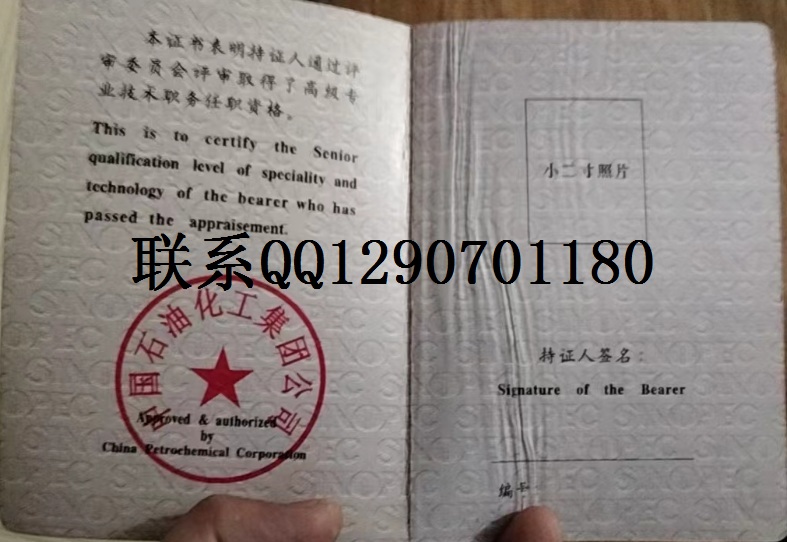 本证书表明持证人通过评
审委员会评审取得了高级专
业技术职务任职资格。
This is to certify the Senior
qualification level of speciality and
technology of the bearer who has
passed the appraisement.
联系QQ1290701180
中国石油化工集团公司
Approved & authorized
by
China Petrochemical Corporation
小二寸照片
持证人签名：
Signature of the Bearer
编号